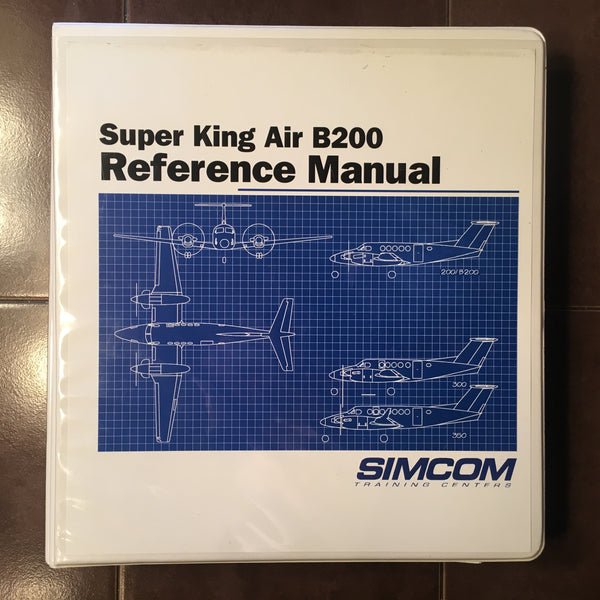 Super King Air B200
Reference Manual
200/B200
300
350
SIMCOM
TRAINING CENTERS